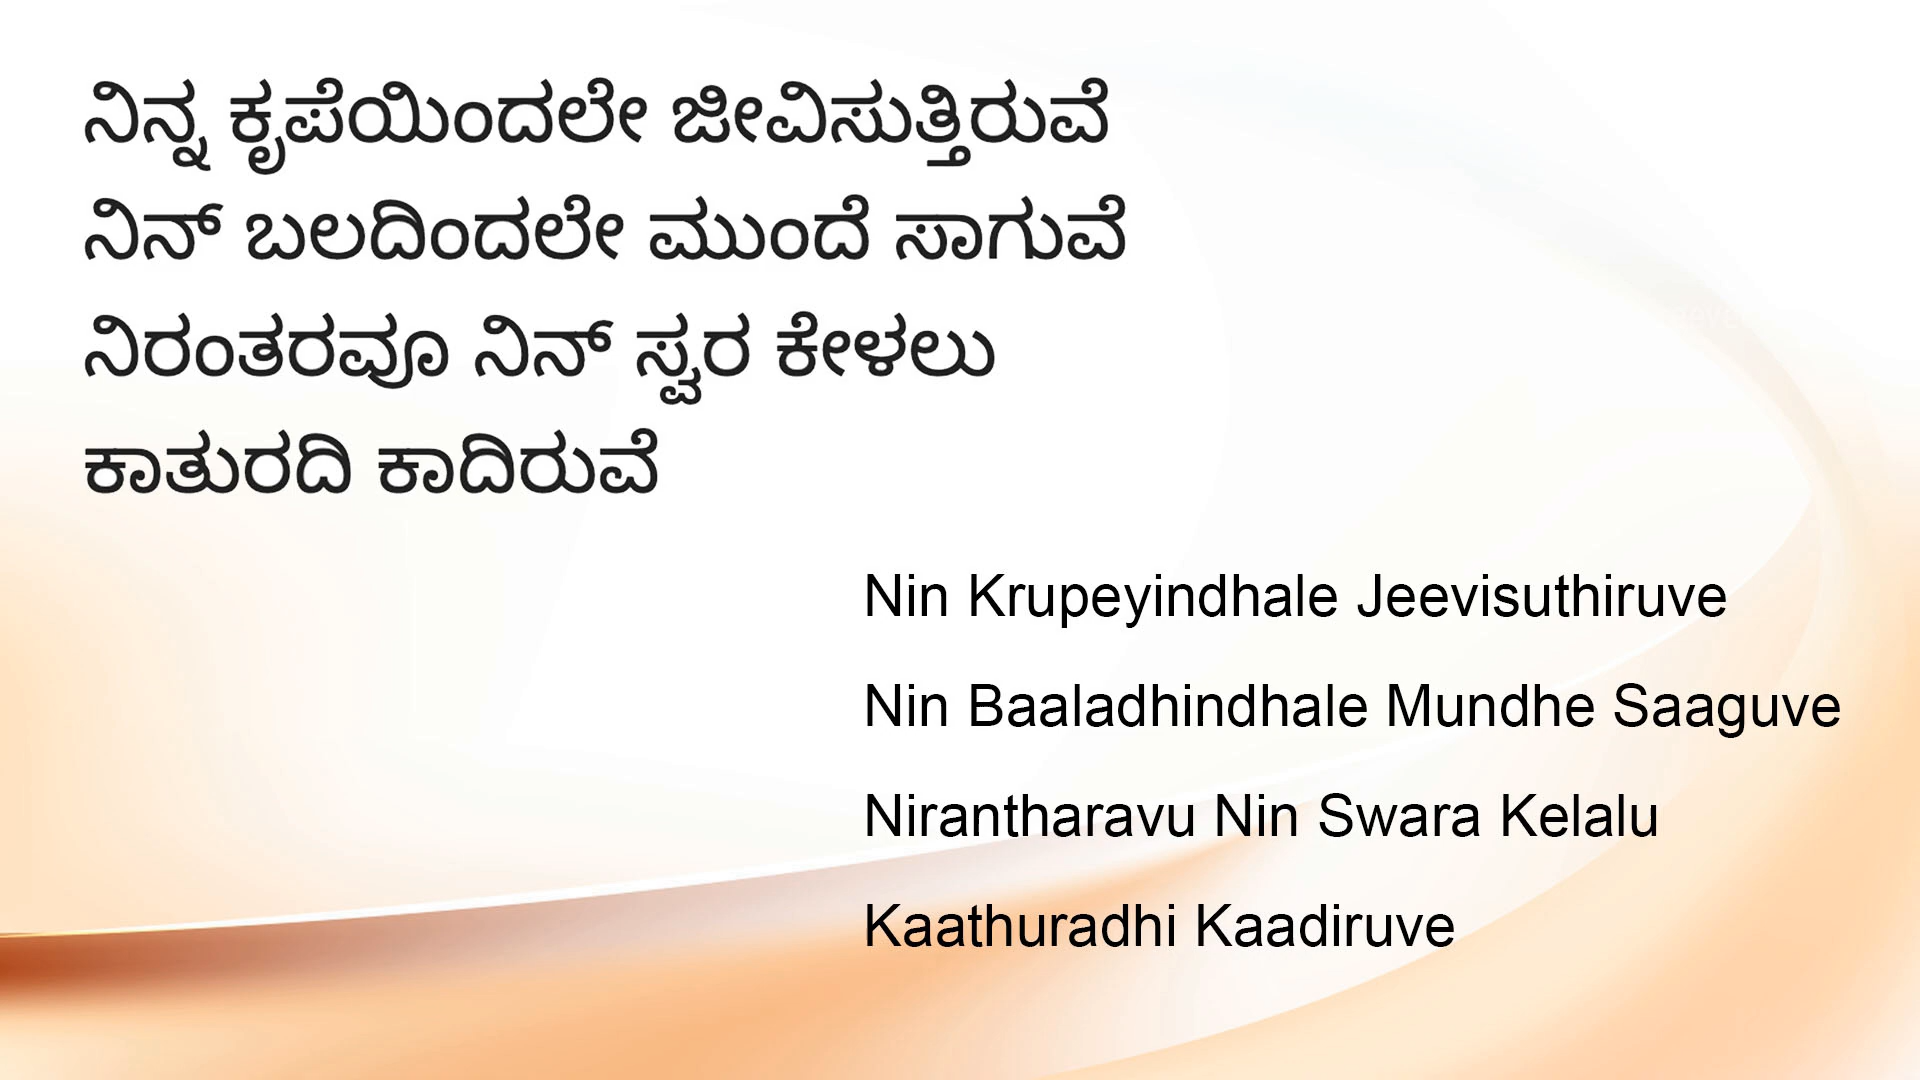 ನಿನ್ನ ಕೃಪೆಯಿಂದಲೇ ಜೀವಿಸುತ್ತಿರುವೆ
ನಿನ್ ಬಲದಿಂದಲೇ ಮುಂದೆ ಸಾಗುವೆ
ನಿರಂತರವೂ ನಿನ್ ಸ್ವರ ಕೇಳಲು
ಕಾತುರದಿ ಕಾದಿರುವೆ
Nin Krupeyindhale Jeevisuthiruve
Nin Baaladhindhale Mundhe Saaguve
Nirantharavu Nin Swara Kelalu
Kaathuradhi Kaadiruve